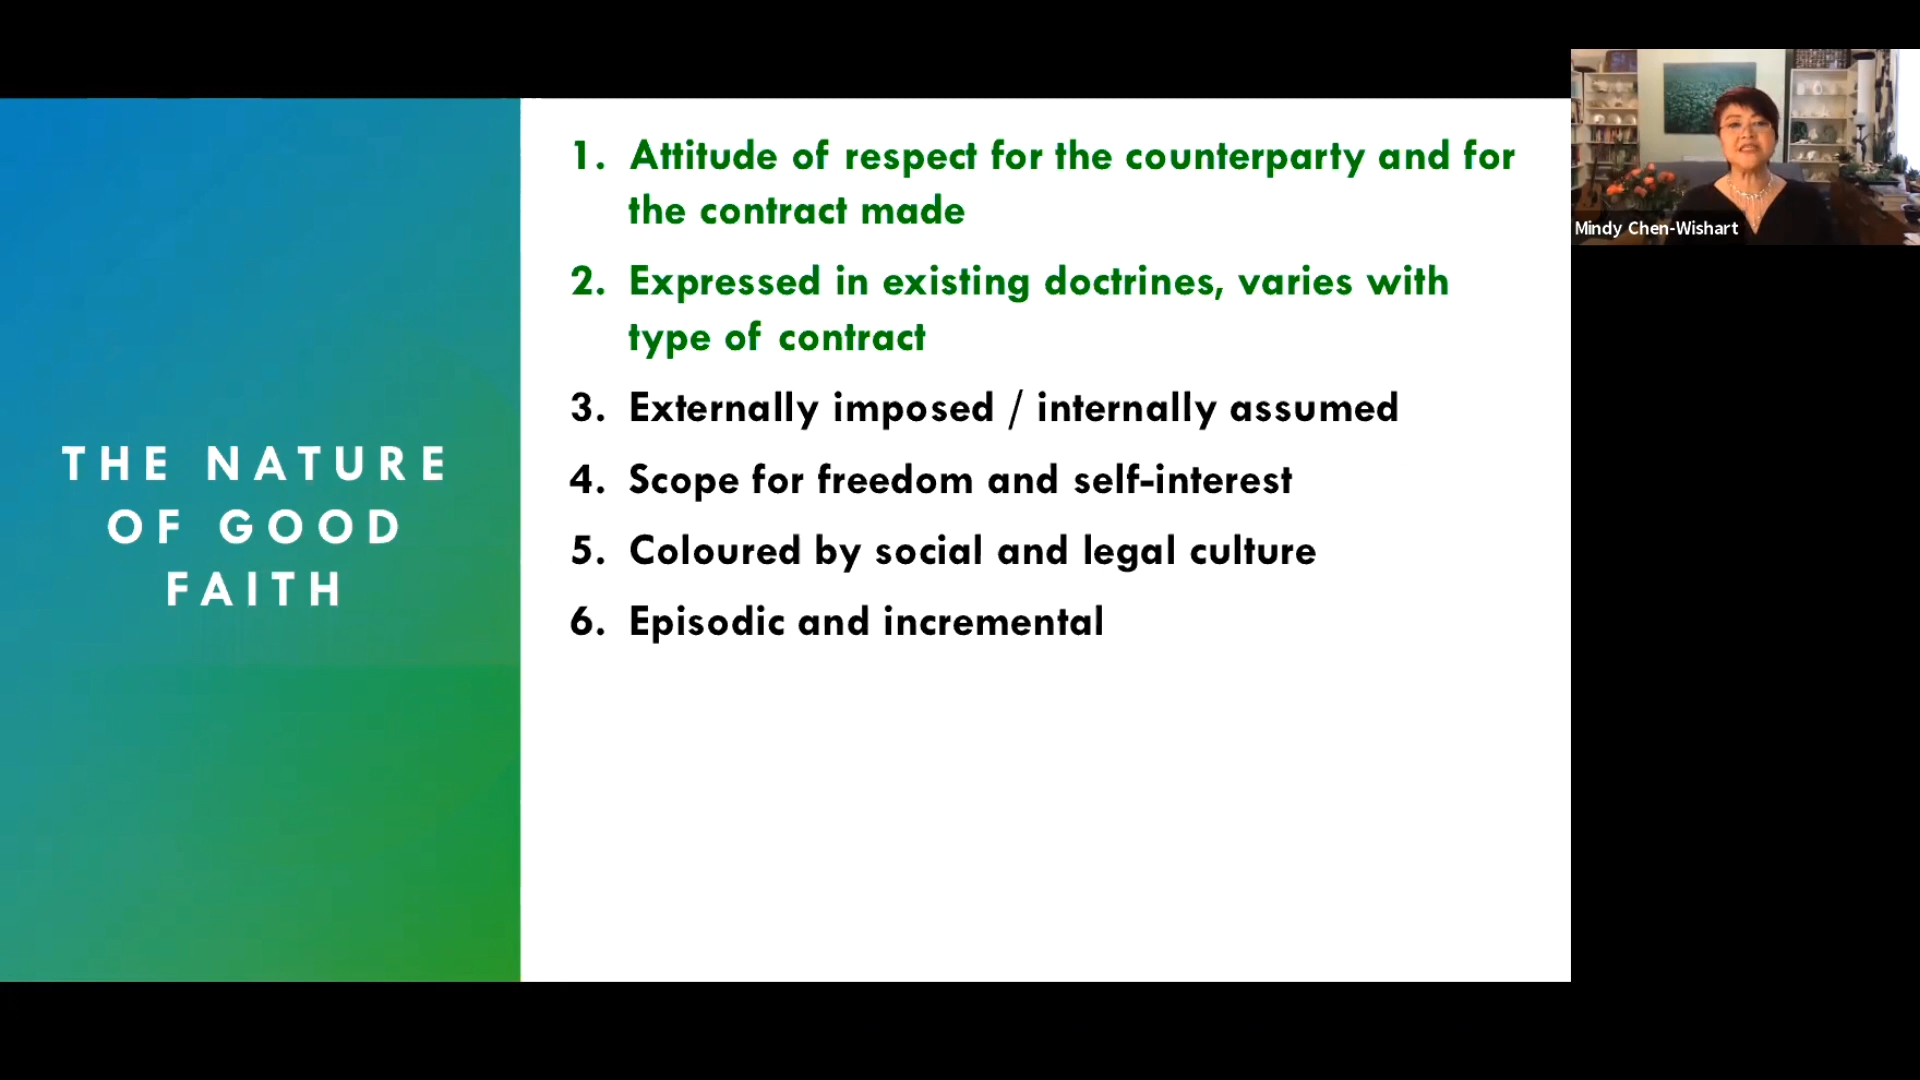 THE NATURE
OF GOOD
FAITH
1. Attitude of respect for the counterparty and for
the contract made
2. Expressed in existing doctrines, varies with
type of contract
3. Externally imposed / internally assumed
4. Scope for freedom and self-interest
5. Coloured by social and legal culture
6. Episodic and incremental
Mindy Chen-Wishart